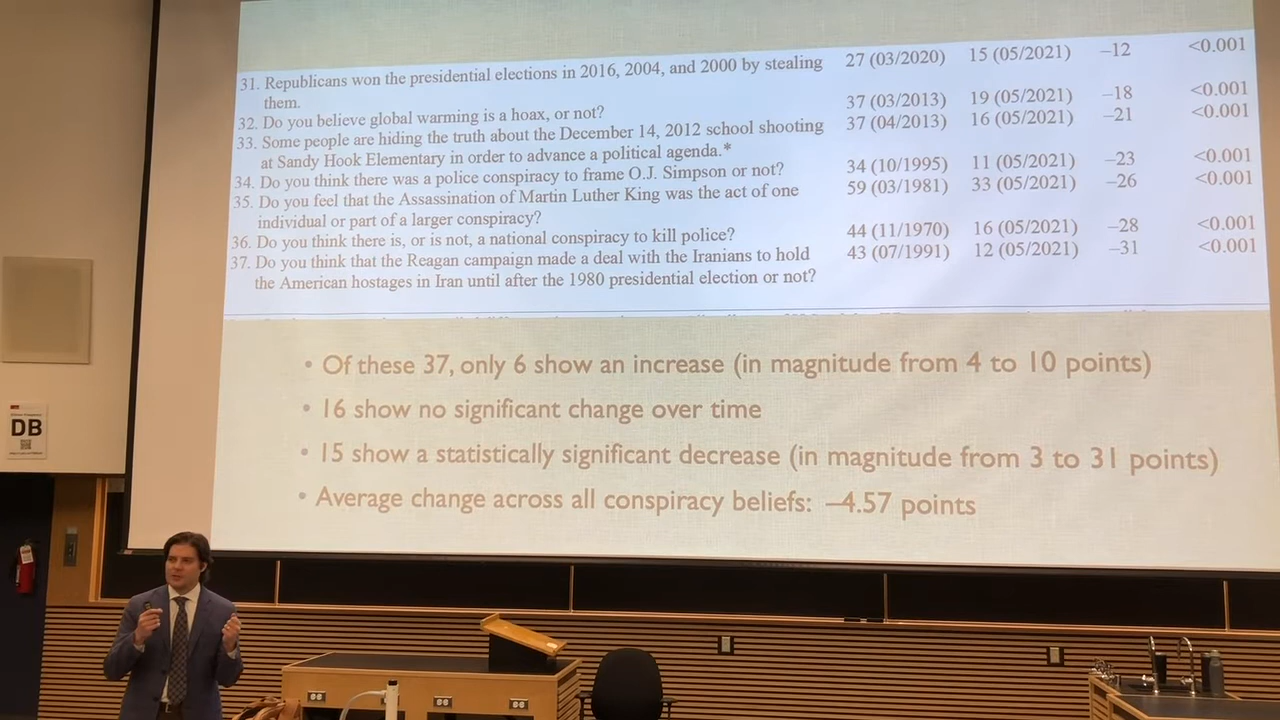 31. Republicans won the presidential elections in 2016, 2004, and 2000 by stealing 27 (03/2020) 15 (05/2021) –12 <0.001
them.
32. Do you believe global warming is a hoax, or not? 37 (03/2013) 19 (05/2021) –18 <0.001
33. Some people are hiding the truth about the December 14, 2012 school shooting 37 (04/2013) 16 (05/2021) –21 <0.001
at Sandy Hook Elementary in order to advance a political agenda.*
34. Do you think there was a police conspiracy to frame O.J. Simpson or not? 34 (10/1995) 11 (05/2021) –23 <0.001
35. Do you feel that the Assassination of Martin Luther King was the act of one 59 (03/1981) 33 (05/2021) –26 <0.001
individual or part of a larger conspiracy?
36. Do you think there is, or is not, a national conspiracy to kill police? 44 (11/1970) 16 (05/2021) –28 <0.001
37. Do you think that the Reagan campaign made a deal with the Iranians to hold 43 (07/1991) 12 (05/2021) –31 <0.001
the American hostages in Iran until after the 1980 presidential election or not?
• Of these 37, only 6 show an increase (in magnitude from 4 to 10 points)
• 16 show no significant change over time
• 15 show a statistically significant decrease (in magnitude from 3 to 31 points)
• Average change across all conspiracy beliefs: –4.57 points
DB